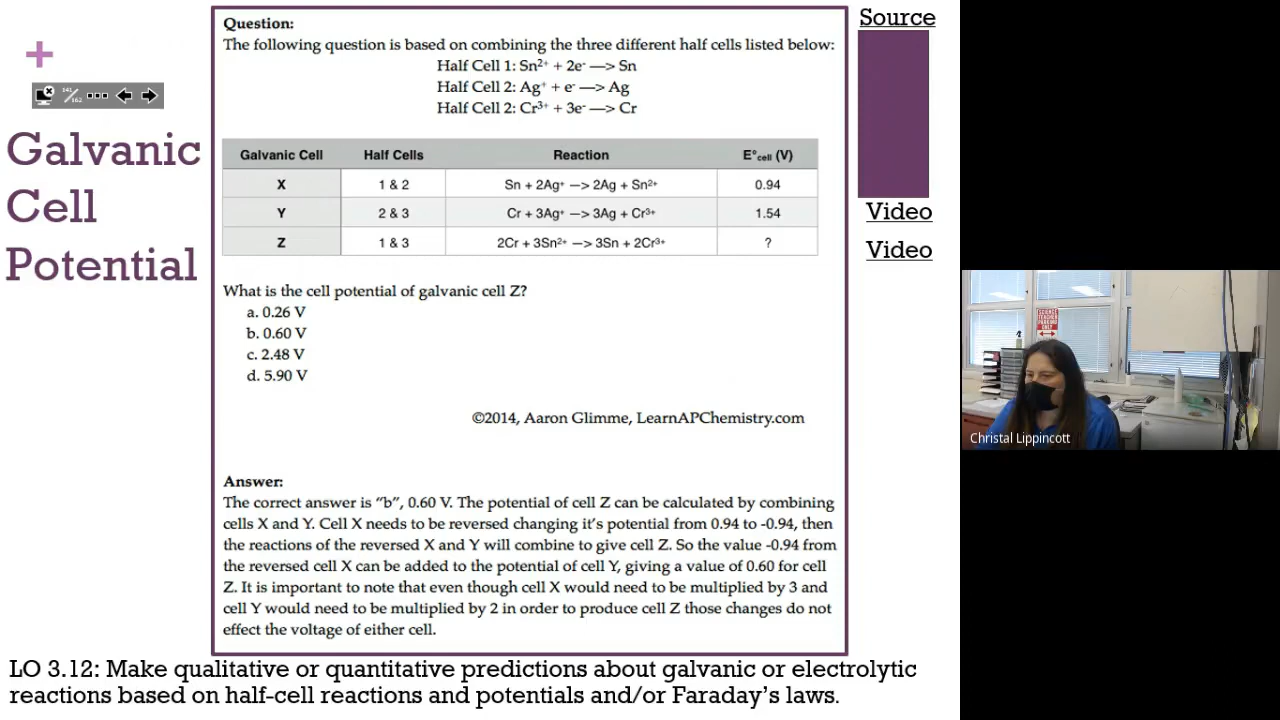 +
141/162
Galvanic
Cell
Potential
Question:
The following question is based on combining the three different half cells listed below:
Half Cell 1: Sn²⁺ + 2e⁻ —> Sn
Half Cell 2: Ag⁺ + e⁻ —> Ag
Half Cell 2: Cr³⁺ + 3e⁻ —> Cr
Galvanic Cell Half Cells Reaction E°cell (V)
X 1 & 2 Sn + 2Ag⁺ —> 2Ag + Sn²⁺ 0.94
Y 2 & 3 Cr + 3Ag⁺ —> 3Ag + Cr³⁺ 1.54
Z 1 & 3 2Cr + 3Sn²⁺ —> 3Sn + 2Cr³⁺ ?
What is the cell potential of galvanic cell Z?
a. 0.26 V
b. 0.60 V
c. 2.48 V
d. 5.90 V
©2014, Aaron Glimme, LearnAPChemistry.com
Answer:
The correct answer is "b", 0.60 V. The potential of cell Z can be calculated by combining
cells X and Y. Cell X needs to be reversed changing it's potential from 0.94 to -0.94, then
the reactions of the reversed X and Y will combine to give cell Z. So the value -0.94 from
the reversed cell X can be added to the potential of cell Y, giving a value of 0.60 for cell
Z. It is important to note that even though cell X would need to be multiplied by 3 and
cell Y would need to be multiplied by 2 in order to produce cell Z those changes do not
effect the voltage of either cell.
Source
Video
Video
SCIENCE
TEACHER
PARKING
ONLY
Christal Lippincott
LO 3.12: Make qualitative or quantitative predictions about galvanic or electrolytic
reactions based on half-cell reactions and potentials and/or Faraday's laws.